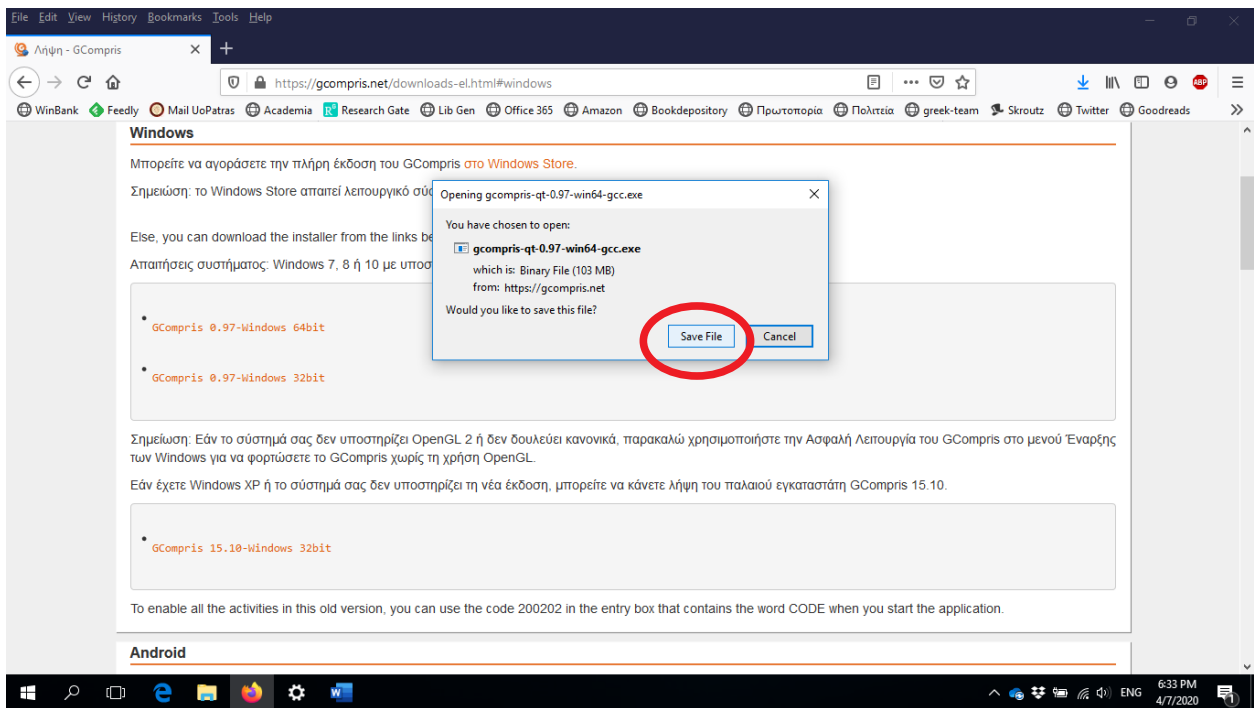 File Edit View History Bookmarks Tools Help
Λήψη - GCompris
https://gcompris.net/downloads-el.html#windows
ABP
WinBank Feedly Mail UoPatras Academia Research Gate Lib Gen Office 365 Amazon Bookdepository Πρωτοπορία Πολιτεία greek-team Skroutz Twitter Goodreads
Windows
Μπορείτε να αγοράσετε την πλήρη έκδοση του GCompris στο Windows Store.
Σημειώση: το Windows Store απαιτεί λειτουργικό
Else, you can download the installer from the links
Απαιτήσεις συστήματος: Windows 7, 8 ή 10 με
GCompris 0.97-Windows 64bit
GCompris 0.97-Windows 32bit
Opening gcompris-qt-0.97-win64-gcc.exe
You have chosen to open:
gcompris-qt-0.97-win64-gcc.exe
which is: Binary File (103 MB)
from: https://gcompris.net
Would you like to save this file?
Save File Cancel
Σημείωση: Εάν το σύστημά σας δεν υποστηρίζει OpenGL 2 ή δεν δουλεύει κανονικά, παρακαλώ χρησιμοποιήστε την Ασφαλή Λειτουργία του GCompris στο μενού Έναρξης
των Windows για να φορτώσετε το GCompris χωρίς τη χρήση OpenGL.
Εάν έχετε Windows XP ή το σύστημά σας δεν υποστηρίζει τη νέα έκδοση, μπορείτε να κάνετε λήψη του παλαιού εγκαταστάτη GCompris 15.10.
GCompris 15.10-Windows 32bit
To enable all the activities in this old version, you can use the code 200202 in the entry box that contains the word CODE when you start the application.
Android
ENG
6:33 PM
4/7/2020
1